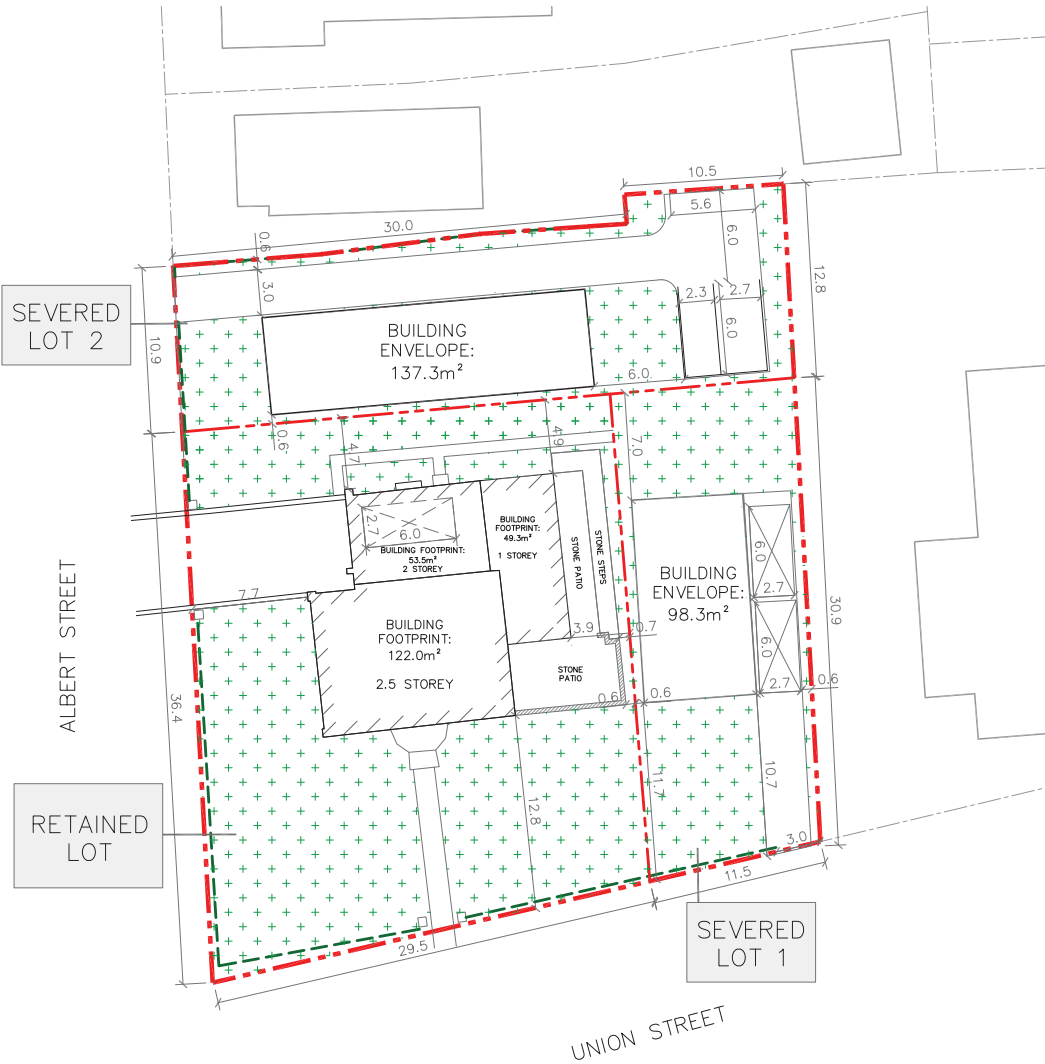 10.5
5.6
30.0
0.6
6.0
3.0
12.8
SEVERED
LOT 2
2.3
2.7
BUILDING
ENVELOPE:
137.3m²
6.0
10.9
6.0
0.6
4.7
4.9
7.0
2.7
6.0
BUILDING FOOTPRINT:
53.5m²
2 STOREY
BUILDING
FOOTPRINT:
49.3m²
1 STOREY
STONE PATIO
STONE STEPS
BUILDING
ENVELOPE:
98.3m²
6.0
2.7
30.9
ALBERT STREET
7.7
BUILDING
FOOTPRINT:
122.0m²
2.5 STOREY
3.9
0.7
STONE
PATIO
6.0
2.7
0.6
0.6
0.6
36.4
11.7
10.7
12.8
RETAINED
LOT
3.0
11.5
29.5
SEVERED
LOT 1
UNION STREET